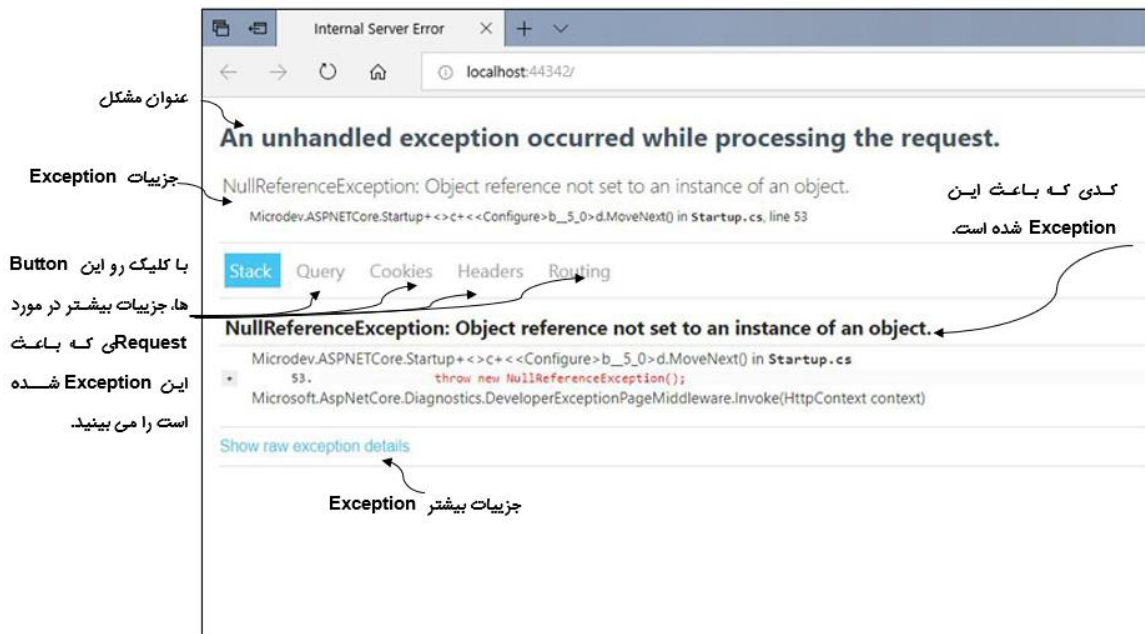 Internal Server Error
localhost:44342/
عنوان مشکل
An unhandled exception occurred while processing the request.
جزییات Exception
NullReferenceException: Object reference not set to an instance of an object.
Microdev.ASPNETCore.Startup+<>c+<<Configure>b__5_0>d.MoveNext() in Startup.cs, line 53
کدی که باعث این
Exception شده است.
Stack Query Cookies Headers Routing
با کلیک رو این Button
ها، جزییات بیشتر در مورد
Requestی که باعث
این Exception شده
است را می بینید.
NullReferenceException: Object reference not set to an instance of an object.
Microdev.ASPNETCore.Startup+<>c+<<Configure>b__5_0>d.MoveNext() in Startup.cs
+ 53. throw new NullReferenceException();
Microsoft.AspNetCore.Diagnostics.DeveloperExceptionPageMiddleware.Invoke(HttpContext context)
Show raw exception details
جزییات بیشتر Exception